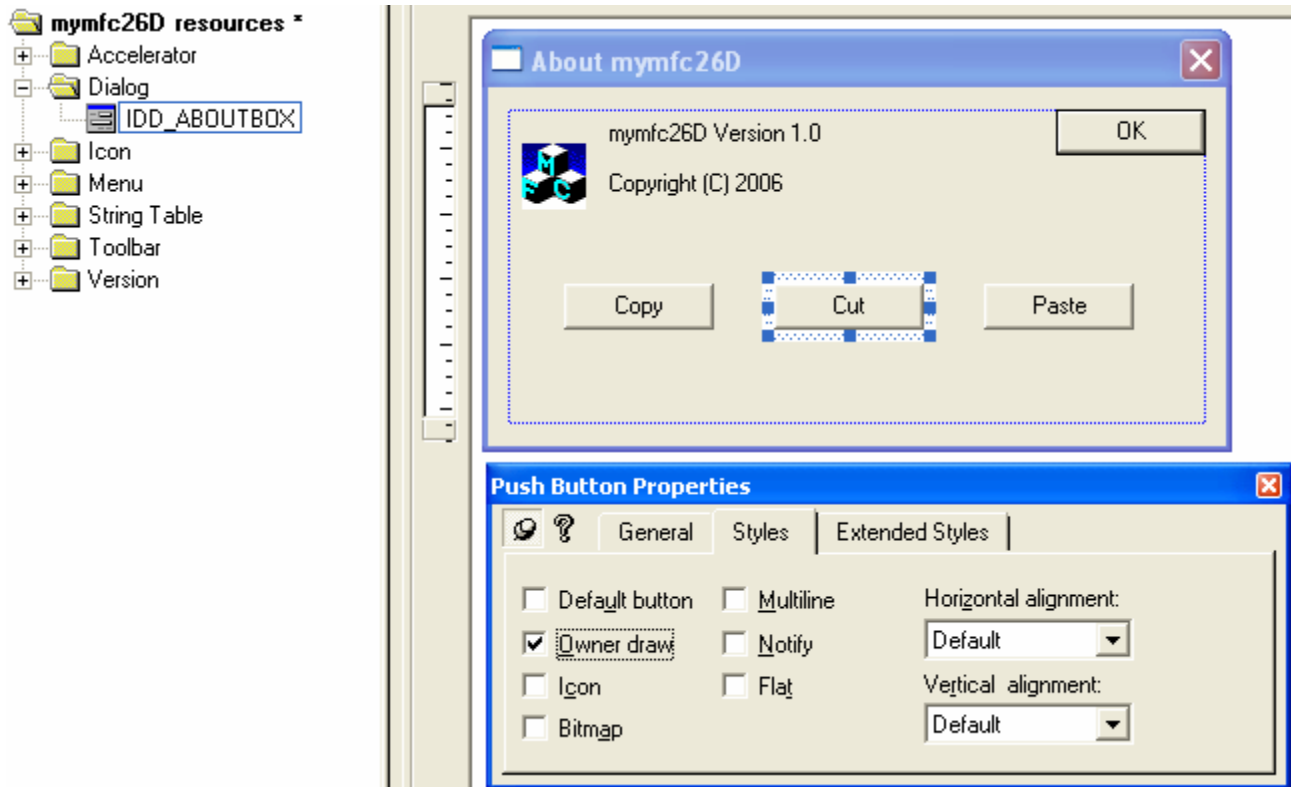 mymfc26D resources *
Accelerator
Dialog
IDD_ABOUTBOX
Icon
Menu
String Table
Toolbar
Version
About mymfc26D
mymfc26D Version 1.0
OK
MFC
Copyright (C) 2006
Copy
Cut
Paste
Push Button Properties
General
Styles
Extended Styles
Default button
Multiline
Horizontal alignment:
Owner draw
Notify
Default
Icon
Flat
Vertical alignment:
Bitmap
Default